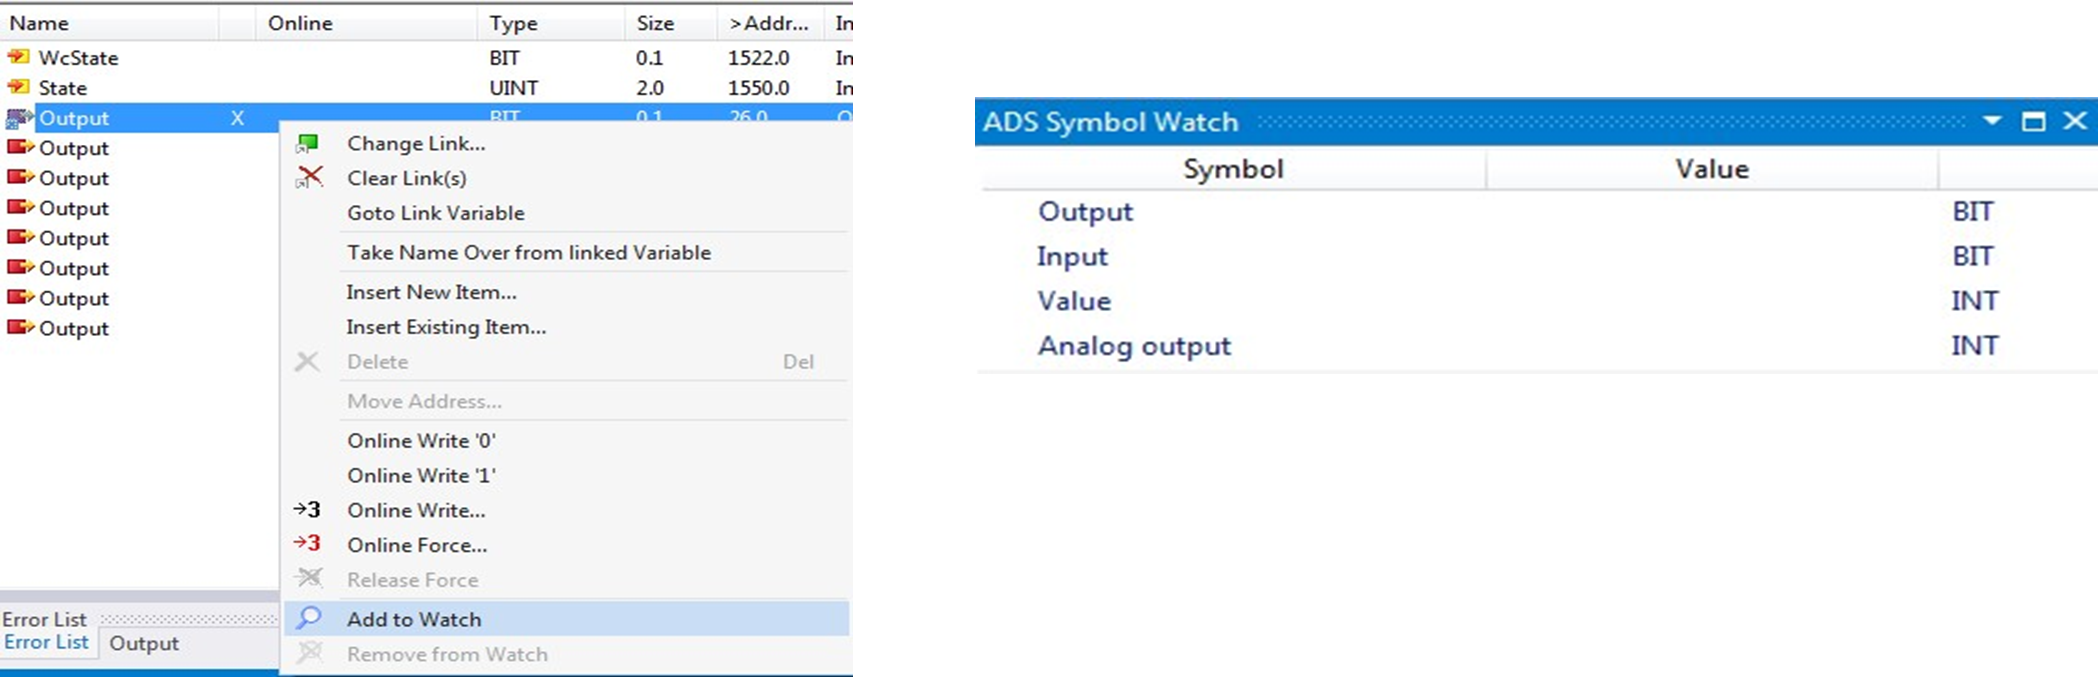 Name Online Type Size >Addr... In
WcState BIT 0.1 1522.0 In
State UINT 2.0 1550.0 In
Output X BIT 0.1 26.0 O
Output
Output
Output
Output
Output
Output
Output
Change Link...
Clear Link(s)
Goto Link Variable
Take Name Over from linked Variable
Insert New Item...
Insert Existing Item...
Delete Del
Move Address...
Online Write '0'
Online Write '1'
→3 Online Write...
→3 Online Force...
Release Force
Add to Watch
Remove from Watch
Error List
Error List Output
ADS Symbol Watch
Symbol Value
Output BIT
Input BIT
Value INT
Analog output INT